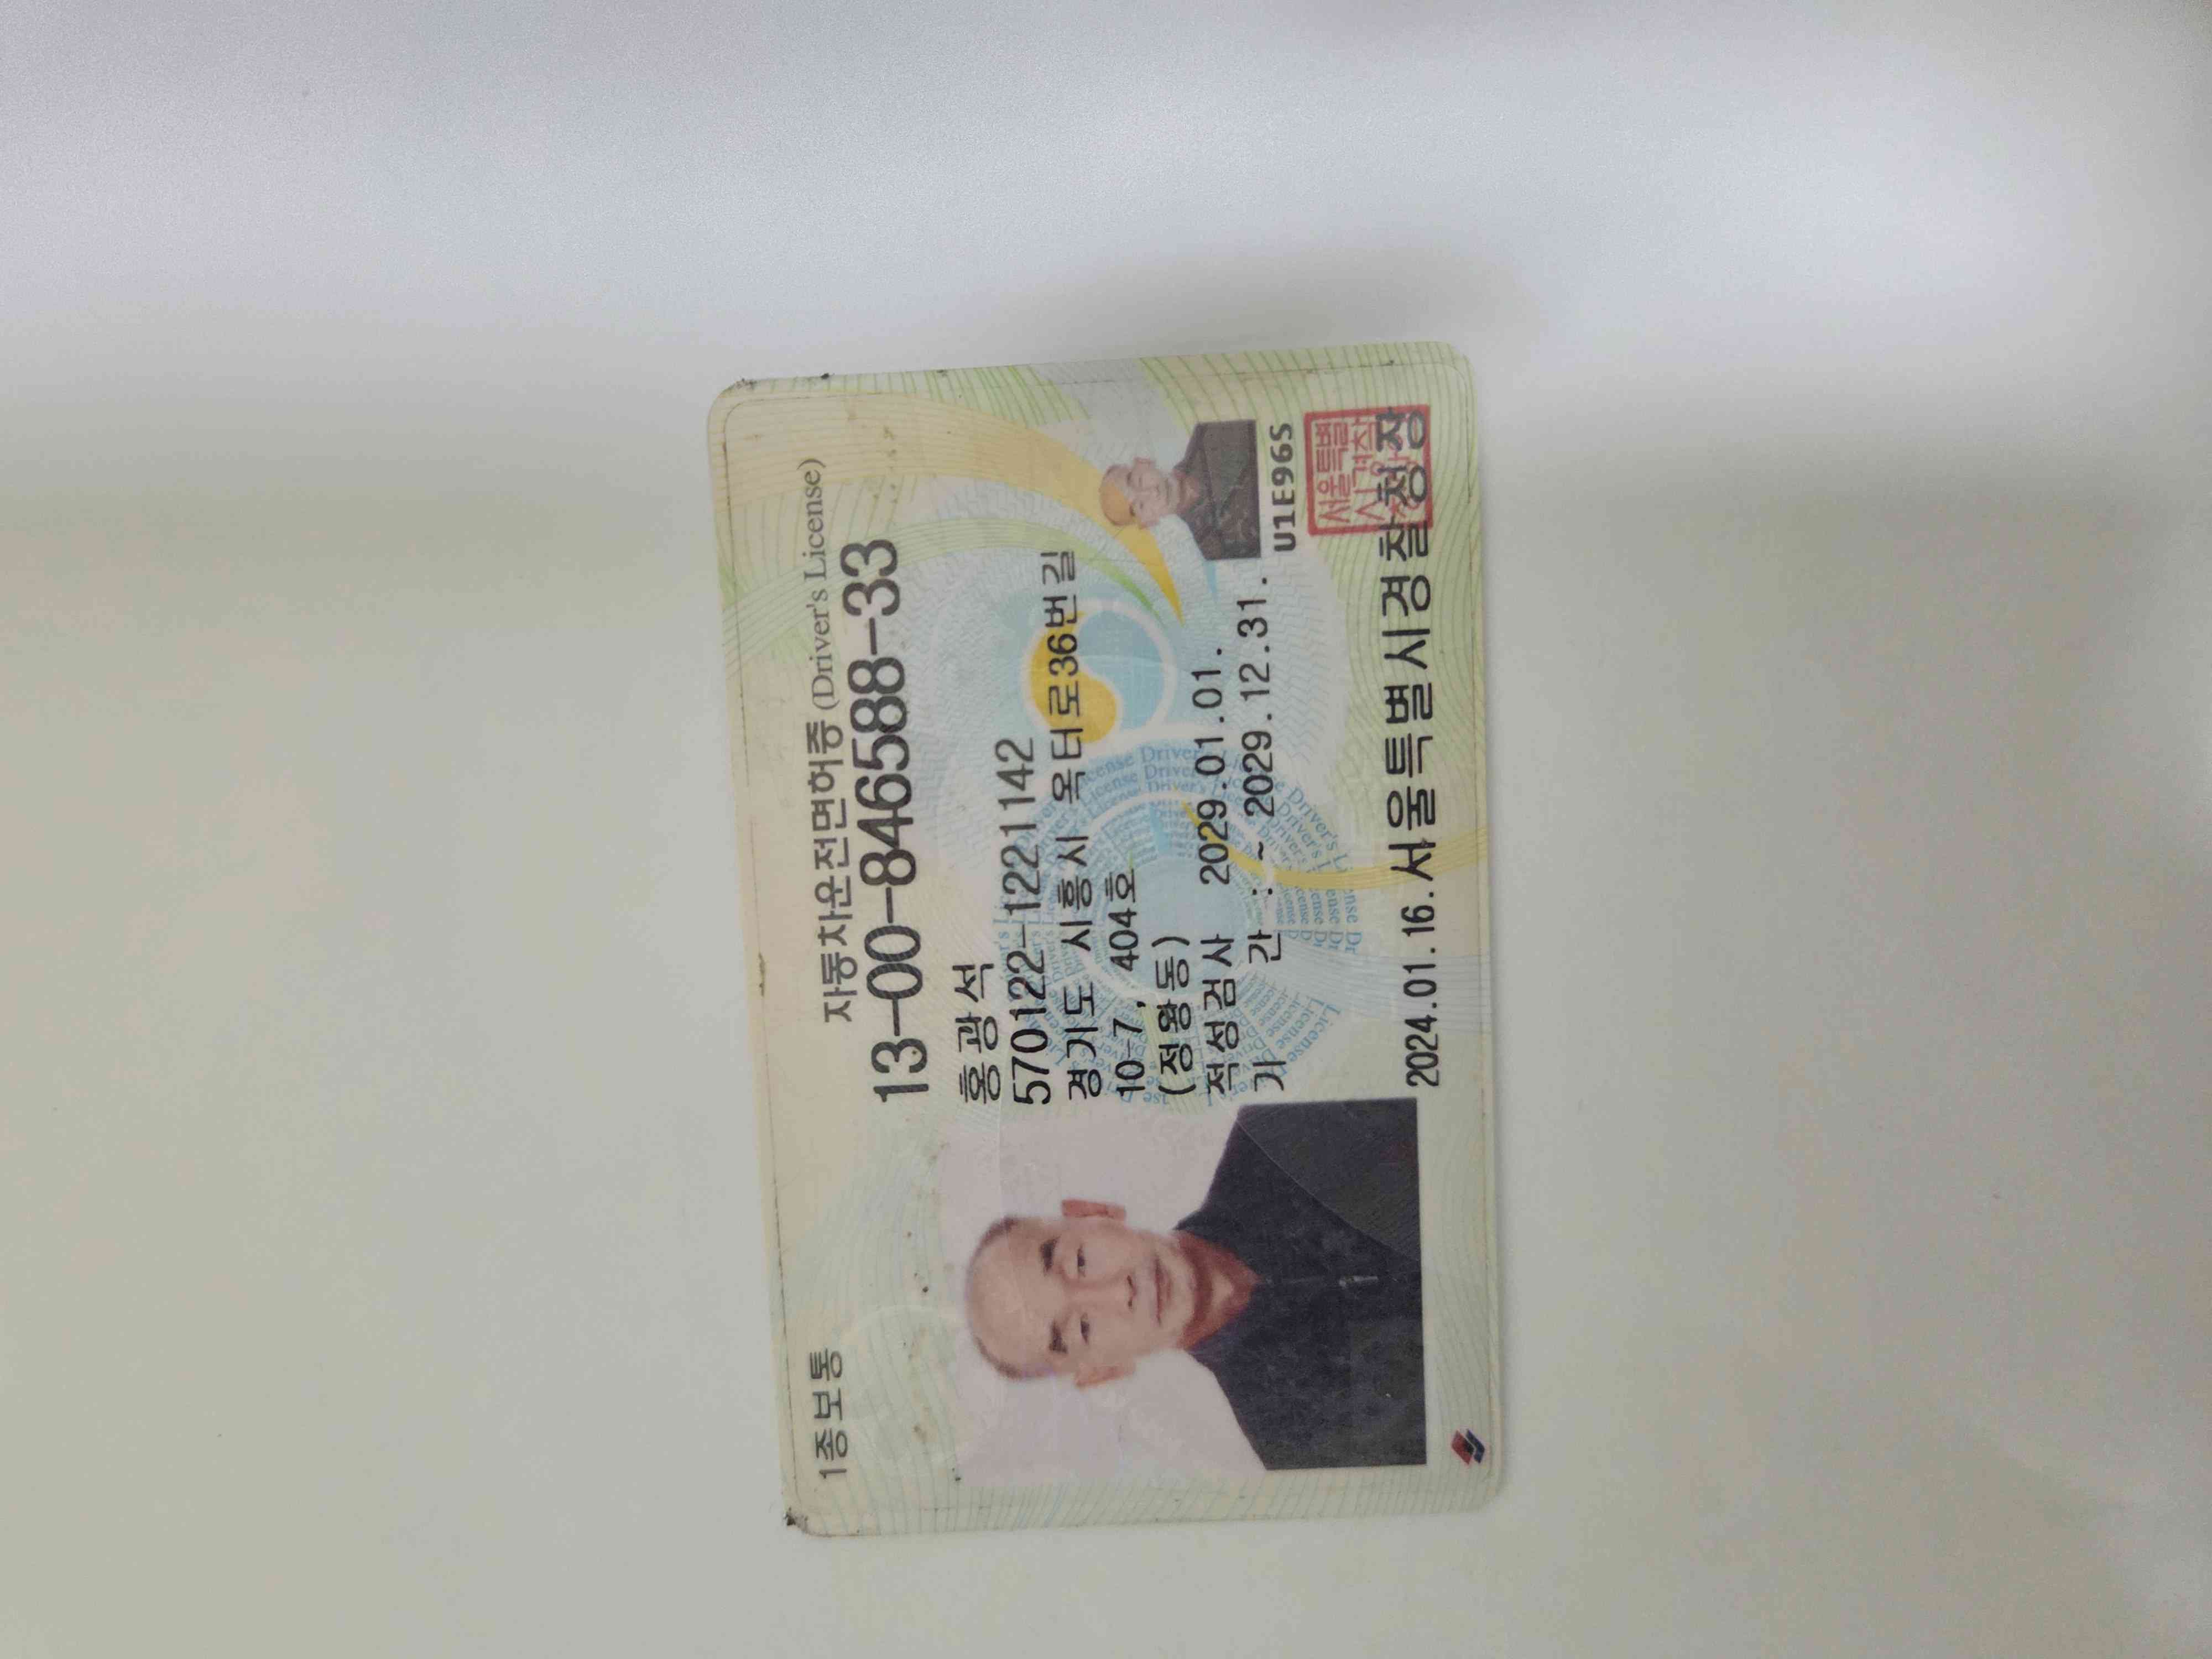 1종보통
자동차운전면허증 (Driver's License)
13-00-846588-33
홍광석
570122-1221142
경기도 시흥시 옥터로36번길
10-7, 404호
(정왕동)
적성검사 2029.01.01.
기 간 : ~ 2029.12.31.
U1E96S
2024.01.16. 서울특별시경찰청장